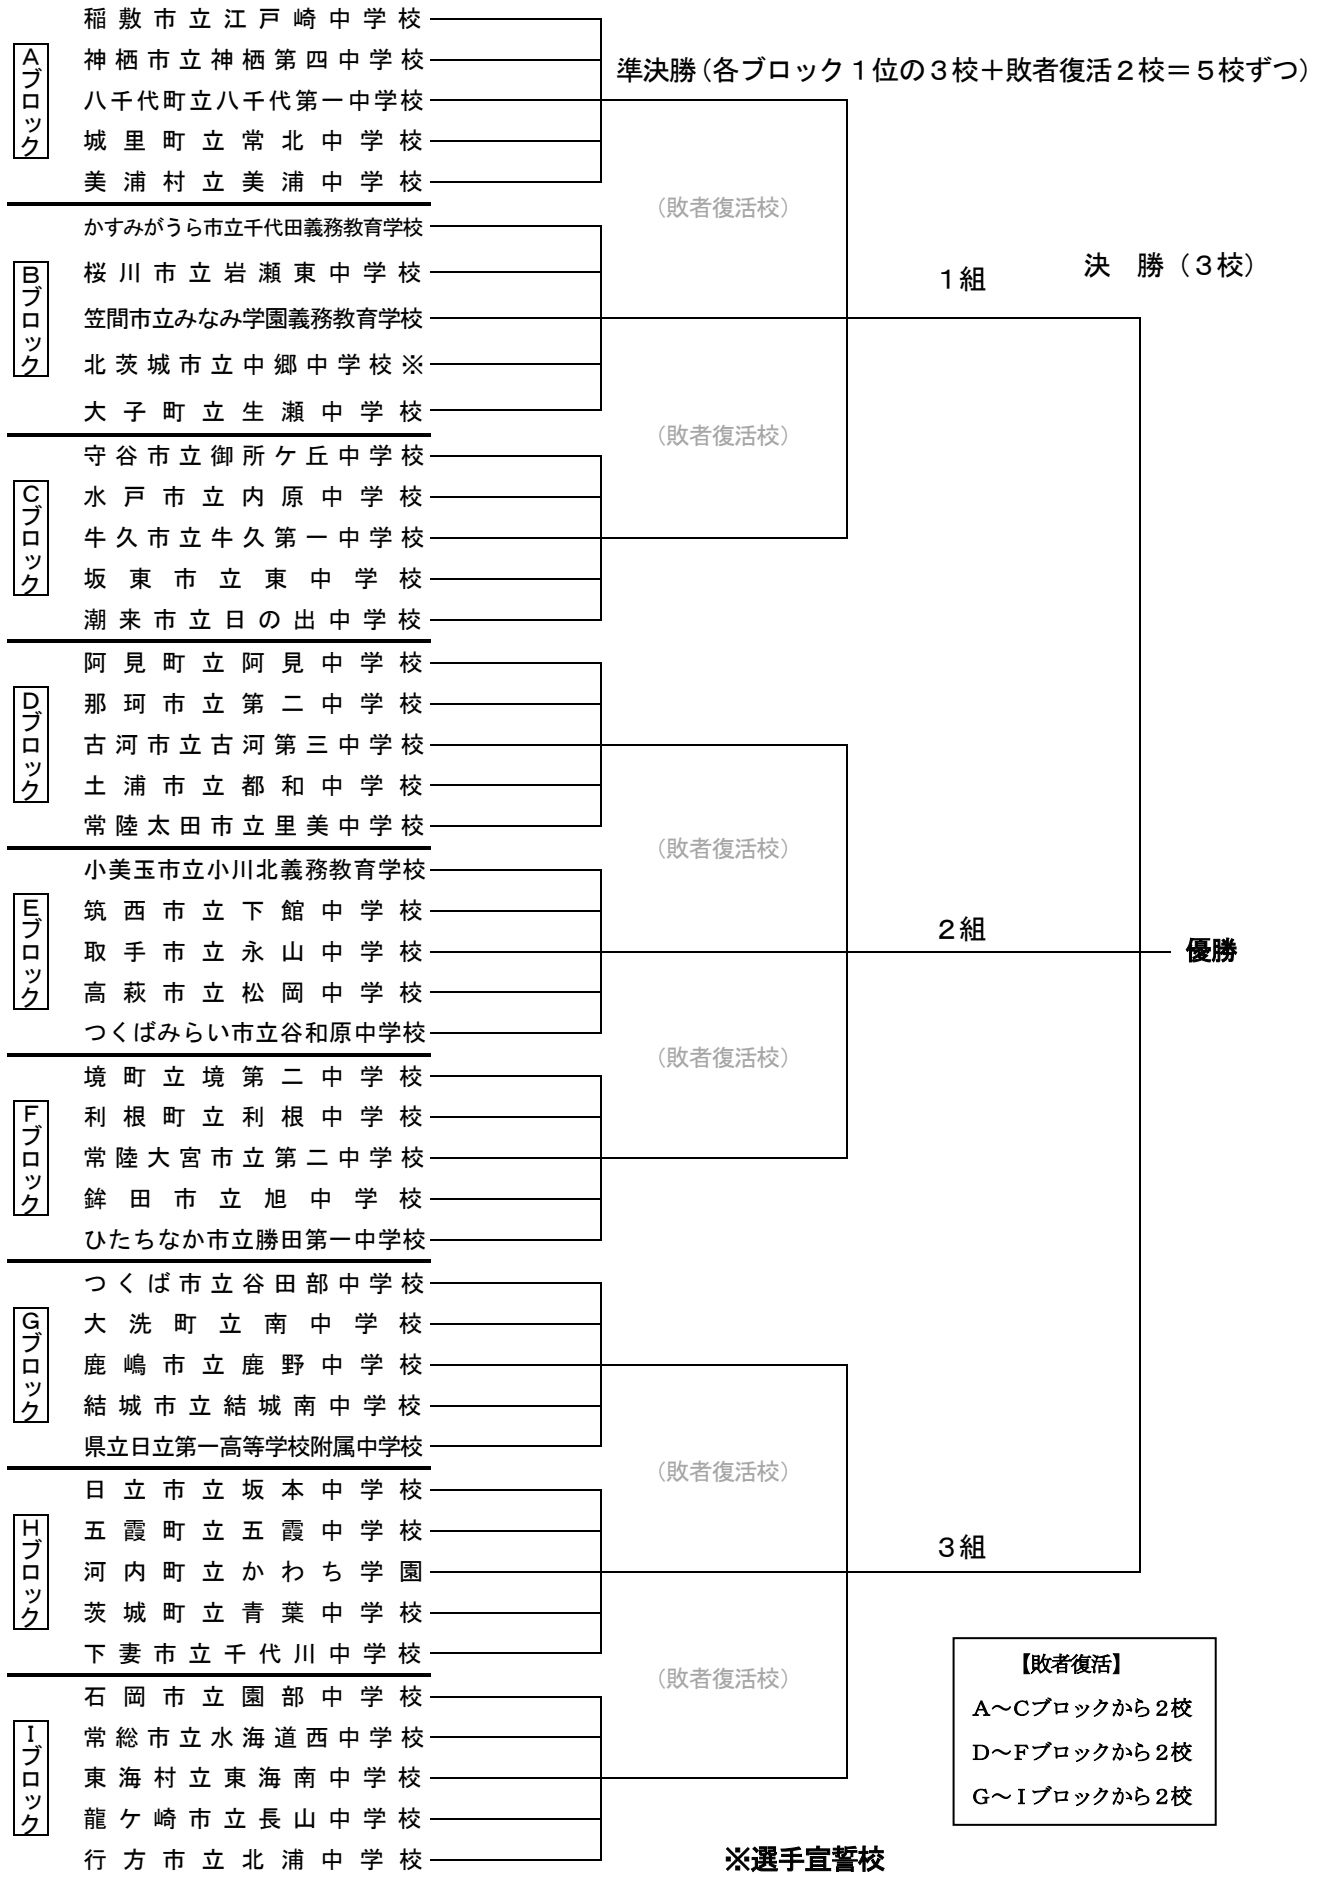 準決勝（各ブロック１位の３校＋敗者復活２校＝５校ずつ）
決　勝（３校）
Aブロック
稲敷市立江戸崎中学校
神栖市立神栖第四中学校
八千代町立八千代第一中学校
城里町立常北中学校
美浦村立美浦中学校
（敗者復活校）
Bブロック
かすみがうら市立千代田義務教育学校
桜川市立岩瀬東中学校
笠間市立みなみ学園義務教育学校
北茨城市立中郷中学校※
大子町立生瀬中学校
１組
（敗者復活校）
Cブロック
守谷市立御所ケ丘中学校
水戸市立内原中学校
牛久市立牛久第一中学校
坂東市立東中学校
潮来市立日の出中学校
Dブロック
阿見町立阿見中学校
那珂市立第二中学校
古河市立古河第三中学校
土浦市立都和中学校
常陸太田市立里美中学校
（敗者復活校）
Eブロック
小美玉市立小川北義務教育学校
筑西市立下館中学校
取手市立永山中学校
高萩市立松岡中学校
つくばみらい市立谷和原中学校
２組
優勝
（敗者復活校）
Fブロック
境町立境第二中学校
利根町立利根中学校
常陸大宮市立第二中学校
鉾田市立旭中学校
ひたちなか市立勝田第一中学校
Gブロック
つくば市立谷田部中学校
大洗町立南中学校
鹿嶋市立鹿野中学校
結城市立結城南中学校
県立日立第一高等学校附属中学校
（敗者復活校）
Hブロック
日立市立坂本中学校
五霞町立五霞中学校
河内町立かわち学園
茨城町立青葉中学校
下妻市立千代川中学校
３組
（敗者復活校）
Iブロック
石岡市立園部中学校
常総市立水海道西中学校
東海村立東海南中学校
龍ケ崎市立長山中学校
行方市立北浦中学校
【敗者復活】
A～Cブロックから２校
D～Fブロックから２校
G～Iブロックから２校
※選手宣誓校